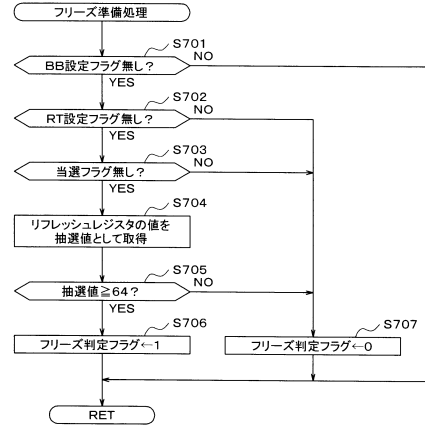 フリーズ準備処理
S701
BB設定フラグ無し?
NO
YES
S702
RT設定フラグ無し?
NO
YES
S703
当選フラグ無し?
NO
YES
S704
リフレッシュレジスタの値を
抽選値として取得
S705
抽選値≧64?
NO
YES
S706
フリーズ判定フラグ←1
S707
フリーズ判定フラグ←0
RET